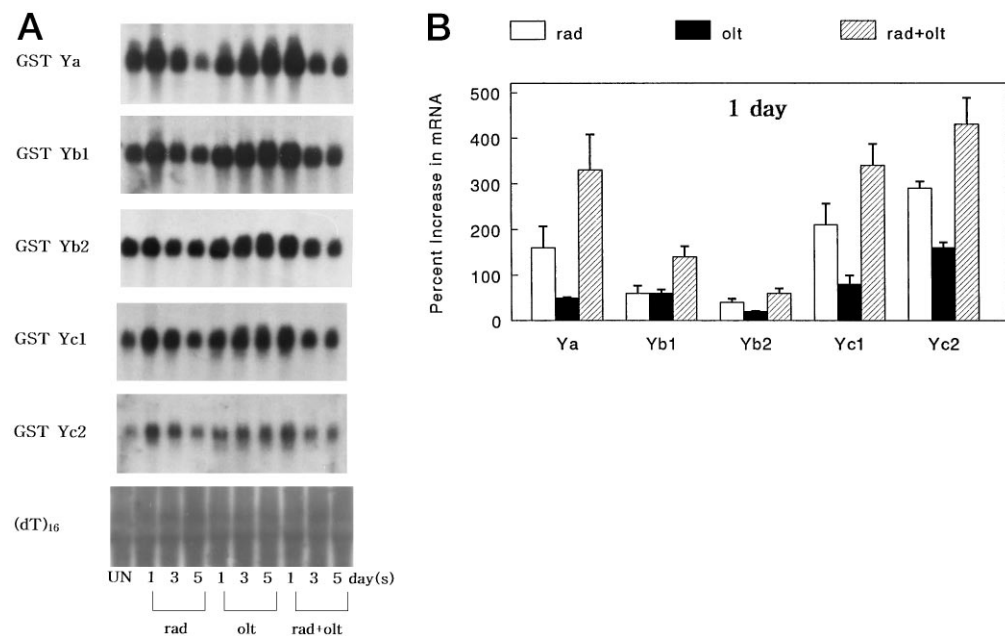 A
GST Ya
GST Yb1
GST Yb2
GST Yc1
GST Yc2
(dT)₁₆
UN 1 3 5 1 3 5 1 3 5 day(s)
rad olt rad+olt
B
rad olt rad+olt
1 day
Percent Increase in mRNA
500
400
300
200
100
0
Ya Yb1 Yb2 Yc1 Yc2